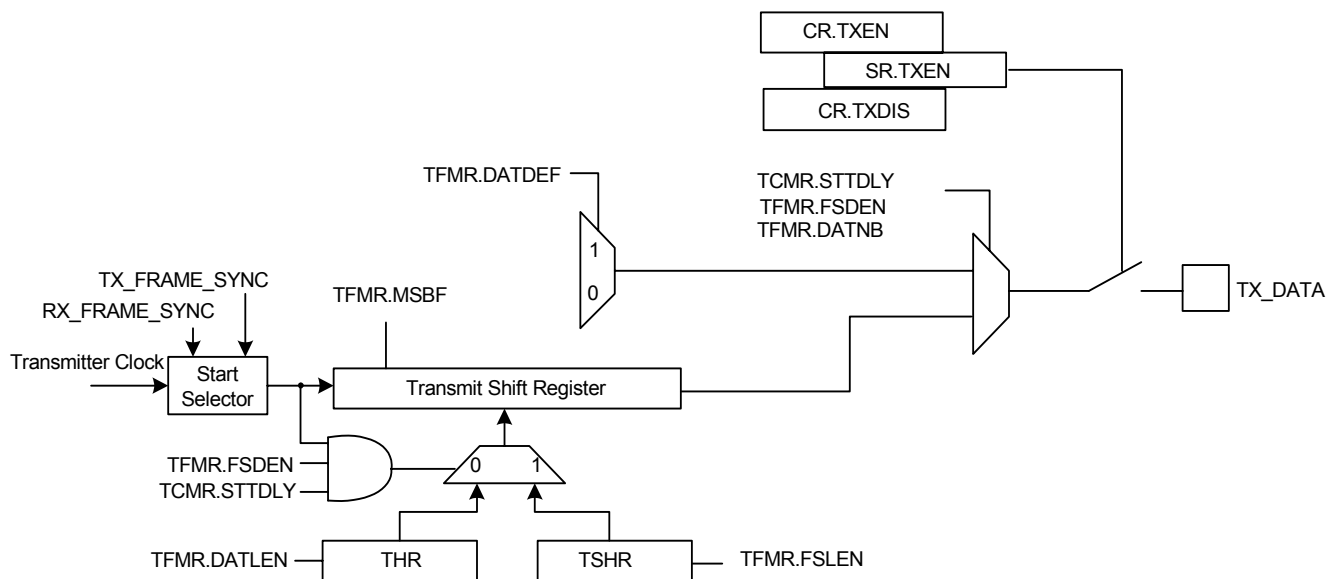 CR.TXEN
SR.TXEN
CR.TXDIS
TFMR.DATDEF
TCMR.STTDLY
TFMR.FSDEN
TFMR.DATNB
1
0
TX_FRAME_SYNC
RX_FRAME_SYNC
TFMR.MSBF
TX_DATA
Transmitter Clock
Start
Selector
Transmit Shift Register
TFMR.FSDEN
TCMR.STTDLY
0 1
TFMR.DATLEN
THR
TSHR
TFMR.FSLEN